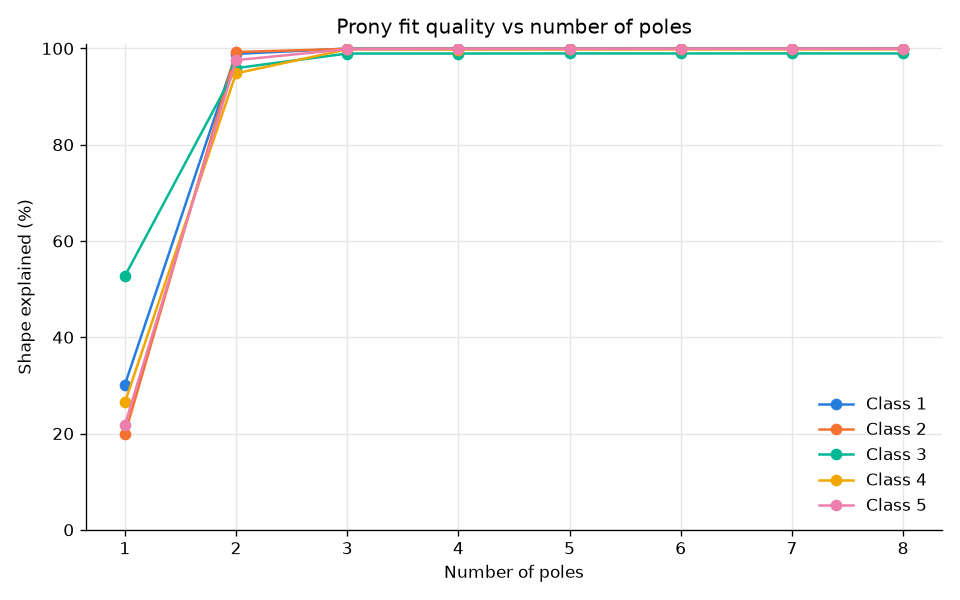 Prony fit quality vs number of poles
Shape explained (%)
100
80
60
40
20
0
1 2 3 4 5 6 7 8
Number of poles
Class 1
Class 2
Class 3
Class 4
Class 5